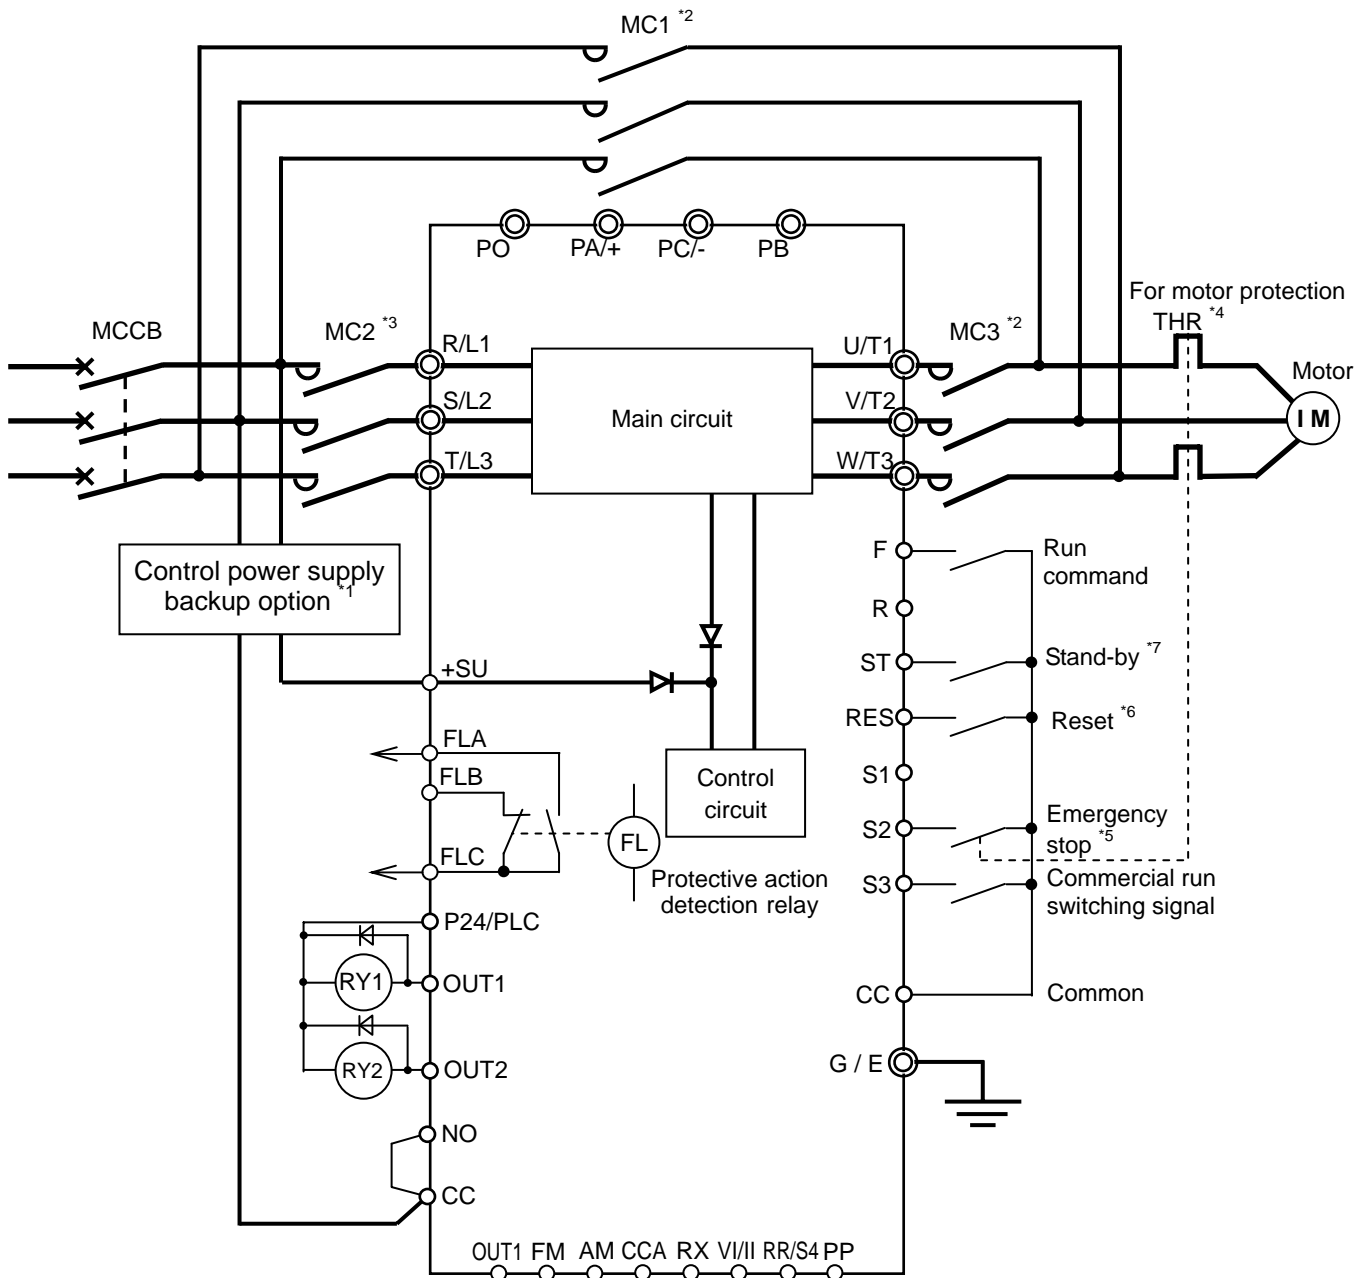 MC1 *2
PO
PA/+
PC/-
PB
For motor protection
MCCB
MC2 *3
MC3 *2
THR *4
R/L1
U/T1
Motor
S/L2
Main circuit
V/T2
I M
T/L3
W/T3
Control power supply
backup option *1
F
Run
command
R
+SU
ST
Stand-by *7
RES
Reset *6
FLA
FLB
Control
circuit
S1
S2
Emergency
stop *5
FL
FLC
Protective action
detection relay
S3
Commercial run
switching signal
P24/PLC
RY1
OUT1
CC
Common
RY2
OUT2
G / E
NO
CC
OUT1 FM AM CCA RX VI/II RR/S4 PP